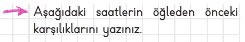 Aşağıdaki saatlerin öğleden önceki
karşılıklarını yazınız.